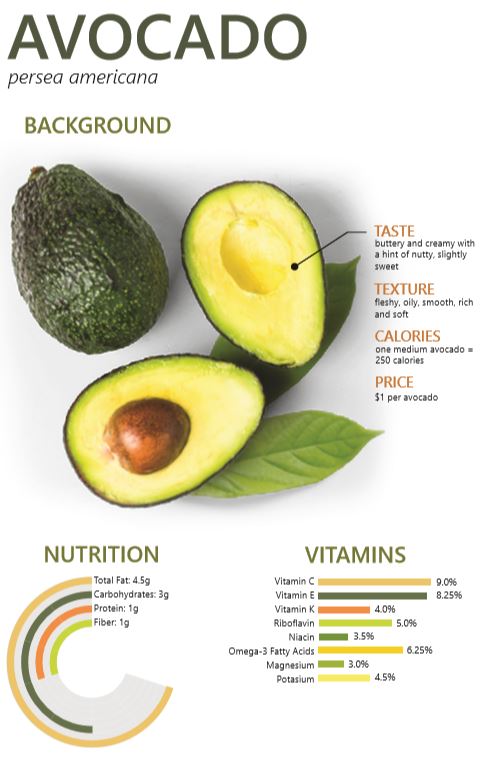 AVOCADO
persea americana
BACKGROUND
TASTE
buttery and creamy with
a hint of nutty, slightly
sweet
TEXTURE
fleshy, oily, smooth, rich
and soft
CALORIES
one medium avocado =
250 calories
PRICE
$1 per avocado
NUTRITION
Total Fat: 4.5g
Carbohydrates: 3g
Protein: 1g
Fiber: 1g
VITAMINS
Vitamin C 9.0%
Vitamin E 8.25%
Vitamin K 4.0%
Riboflavin 5.0%
Niacin 3.5%
Omega-3 Fatty Acids 6.25%
Magnesium 3.0%
Potasium 4.5%